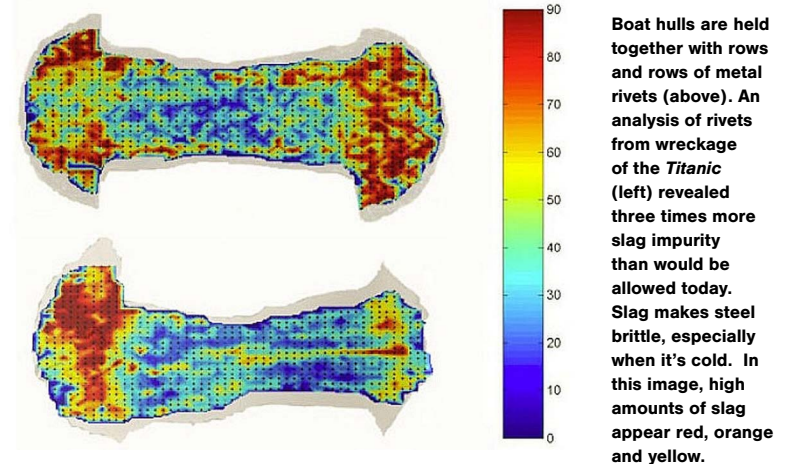 90
80
70
60
50
40
30
20
10
0
Boat hulls are held
together with rows
and rows of metal
rivets (above). An
analysis of rivets
from wreckage
of the Titanic
(left) revealed
three times more
slag impurity
than would be
allowed today.
Slag makes steel
brittle, especially
when it's cold.  In
this image, high
amounts of slag
appear red, orange
and yellow.